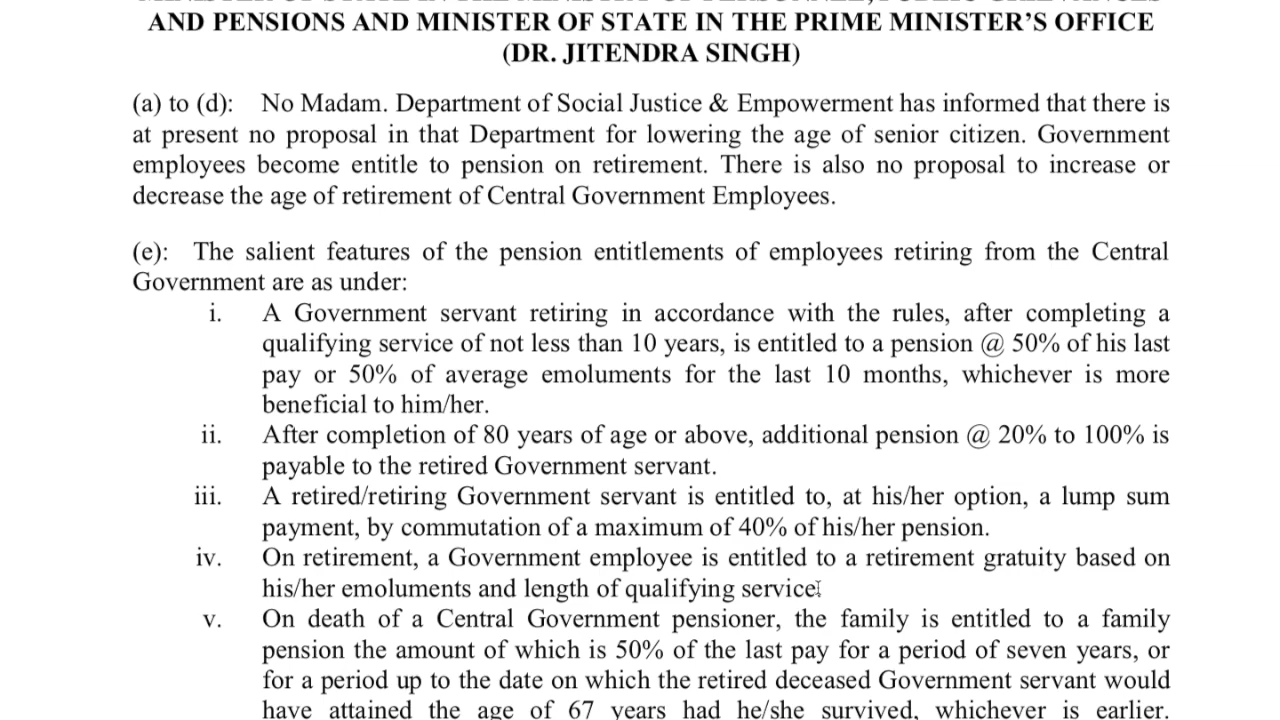 AND PENSIONS AND MINISTER OF STATE IN THE PRIME MINISTER’S OFFICE
(DR. JITENDRA SINGH)
(a) to (d): No Madam. Department of Social Justice & Empowerment has informed that there is
at present no proposal in that Department for lowering the age of senior citizen. Government
employees become entitle to pension on retirement. There is also no proposal to increase or
decrease the age of retirement of Central Government Employees.
(e): The salient features of the pension entitlements of employees retiring from the Central
Government are as under:
i. A Government servant retiring in accordance with the rules, after completing a
qualifying service of not less than 10 years, is entitled to a pension @ 50% of his last
pay or 50% of average emoluments for the last 10 months, whichever is more
beneficial to him/her.
ii. After completion of 80 years of age or above, additional pension @ 20% to 100% is
payable to the retired Government servant.
iii. A retired/retiring Government servant is entitled to, at his/her option, a lump sum
payment, by commutation of a maximum of 40% of his/her pension.
iv. On retirement, a Government employee is entitled to a retirement gratuity based on
his/her emoluments and length of qualifying service
v. On death of a Central Government pensioner, the family is entitled to a family
pension the amount of which is 50% of the last pay for a period of seven years, or
for a period up to the date on which the retired deceased Government servant would
have attained the age of 67 years had he/she survived, whichever is earlier.